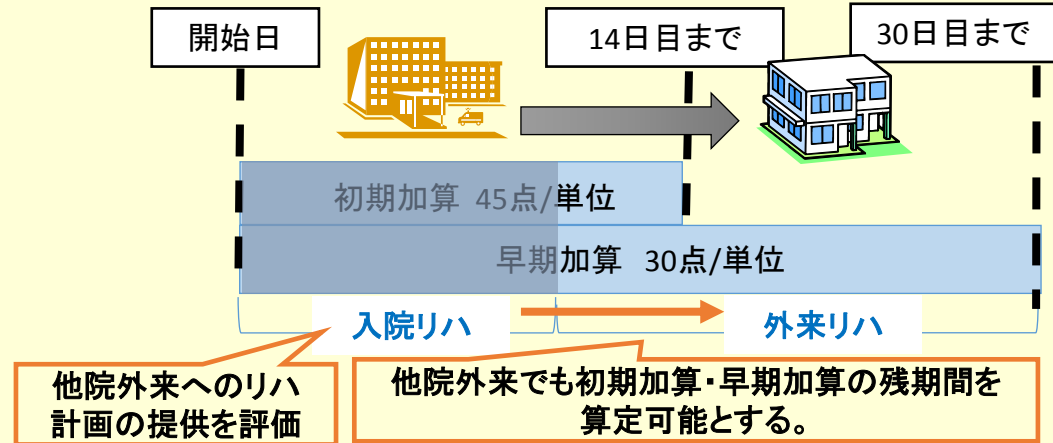 開始日
14日目まで
30日目まで
初期加算 45点/単位
早期加算 30点/単位
入院リハ
外来リハ
他院外来へのリハ
計画の提供を評価
他院外来でも初期加算・早期加算の残期間を
算定可能とする。